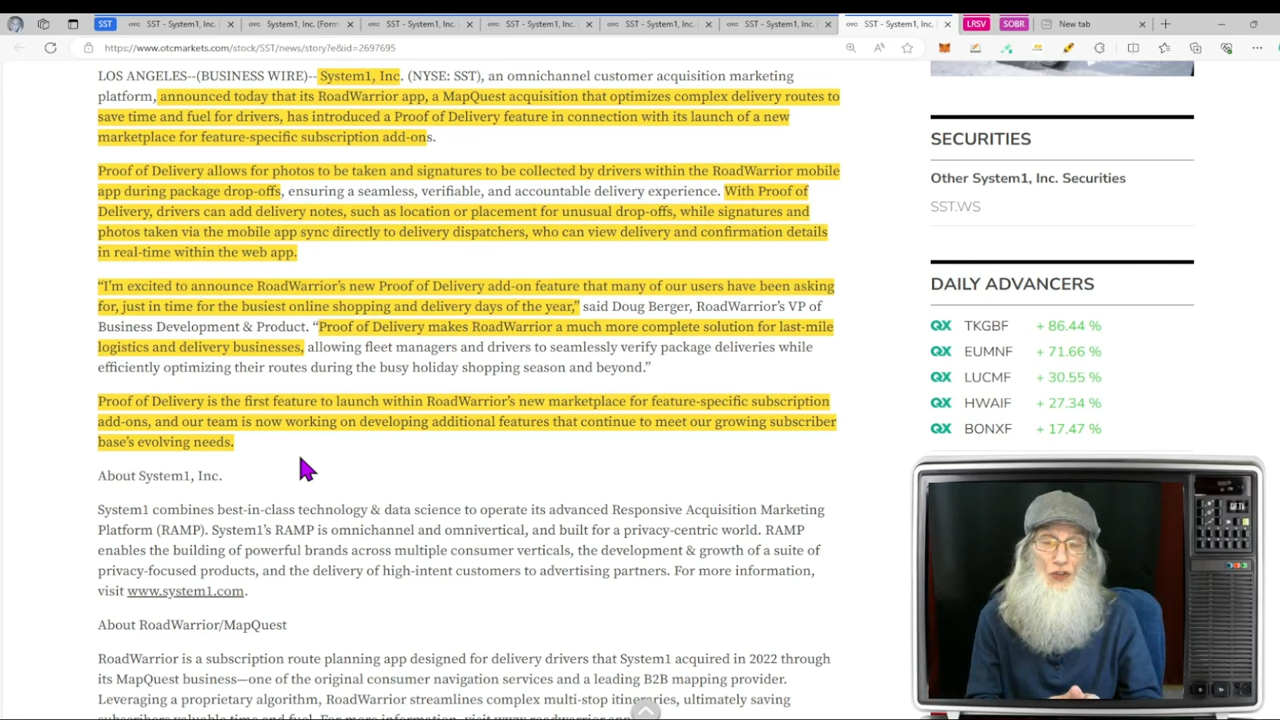 SST
SST - System1, Inc.
System1, Inc. (Form
SST - System1, Inc.
SST - System1, Inc.
SST - System1, Inc.
SST - System1, Inc.
SST - System1, Inc.
LRSV
SOBR
New tab
https://www.otcmarkets.com/stock/SST/news/story?e&id=2697695
LOS ANGELES--(BUSINESS WIRE)-- System1, Inc. (NYSE: SST), an omnichannel customer acquisition marketing
platform, announced today that its RoadWarrior app, a MapQuest acquisition that optimizes complex delivery routes to
save time and fuel for drivers, has introduced a Proof of Delivery feature in connection with its launch of a new
marketplace for feature-specific subscription add-ons.
Proof of Delivery allows for photos to be taken and signatures to be collected by drivers within the RoadWarrior mobile
app during package drop-offs, ensuring a seamless, verifiable, and accountable delivery experience. With Proof of
Delivery, drivers can add delivery notes, such as location or placement for unusual drop-offs, while signatures and
photos taken via the mobile app sync directly to delivery dispatchers, who can view delivery and confirmation details
in real-time within the web app.
“I’m excited to announce RoadWarrior’s new Proof of Delivery add-on feature that many of our users have been asking
for, just in time for the busiest online shopping and delivery days of the year,” said Doug Berger, RoadWarrior’s VP of
Business Development & Product. “Proof of Delivery makes RoadWarrior a much more complete solution for last-mile
logistics and delivery businesses, allowing fleet managers and drivers to seamlessly verify package deliveries while
efficiently optimizing their routes during the busy holiday shopping season and beyond.”
Proof of Delivery is the first feature to launch within RoadWarrior’s new marketplace for feature-specific subscription
add-ons, and our team is now working on developing additional features that continue to meet our growing subscriber
base’s evolving needs.
About System1, Inc.
System1 combines best-in-class technology & data science to operate its advanced Responsive Acquisition Marketing
Platform (RAMP). System1’s RAMP is omnichannel and omnivertical, and built for a privacy-centric world. RAMP
enables the building of powerful brands across multiple consumer verticals, the development & growth of a suite of
privacy-focused products, and the delivery of high-intent customers to advertising partners. For more information,
visit www.system1.com.
About RoadWarrior/MapQuest
RoadWarrior is a subscription route planning app designed for delivery drivers that System1 acquired in 2022 through
its MapQuest business—one of the original consumer navigation services and a leading B2B mapping provider.
Leveraging a proprietary algorithm, RoadWarrior streamlines complex multi-stop itineraries, ultimately saving
subscribers valuable time and fuel. For more information, visit www.roadwarrior.app
SECURITIES
Other System1, Inc. Securities
SST.WS
DAILY ADVANCERS
QX TKGBF + 86.44 %
QX EUMNF + 71.66 %
QX LUCMF + 30.55 %
QX HWAIF + 27.34 %
QX BONXF + 17.47 %